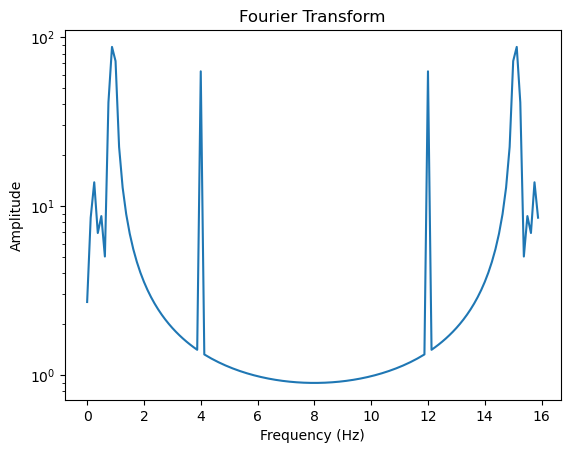 Fourier Transform
10²
10¹
10⁰
Amplitude
0 2 4 6 8 10 12 14 16
Frequency (Hz)